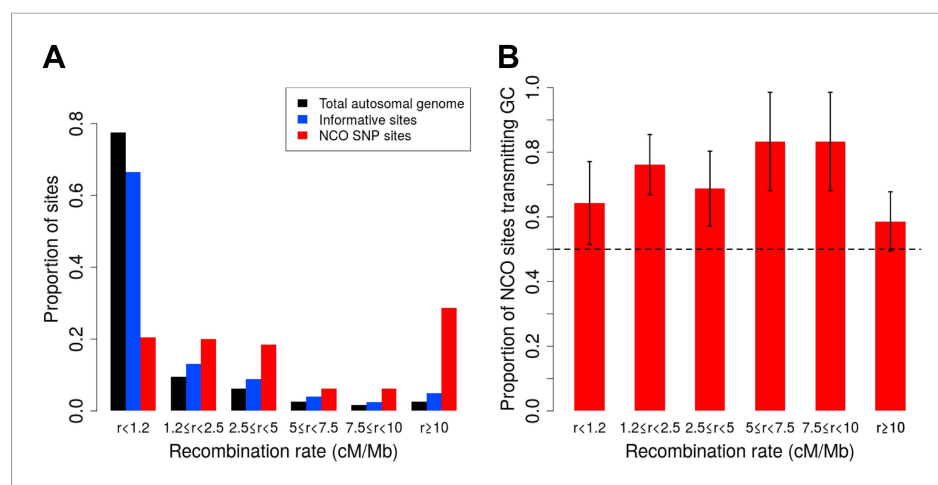 A
Total autosomal genome
Informative sites
NCO SNP sites
Proportion of sites
0.8
0.6
0.4
0.2
0.0
r<1.2 1.2≤r<2.5 2.5≤r<5 5≤r<7.5 7.5≤r<10 r≥10
Recombination rate (cM/Mb)
B
Proportion of NCO sites transmitting GC
1.0
0.8
0.6
0.4
0.2
0.0
r<1.2 1.2≤r<2.5 2.5≤r<5 5≤r<7.5 7.5≤r<10 r≥10
Recombination rate (cM/Mb)